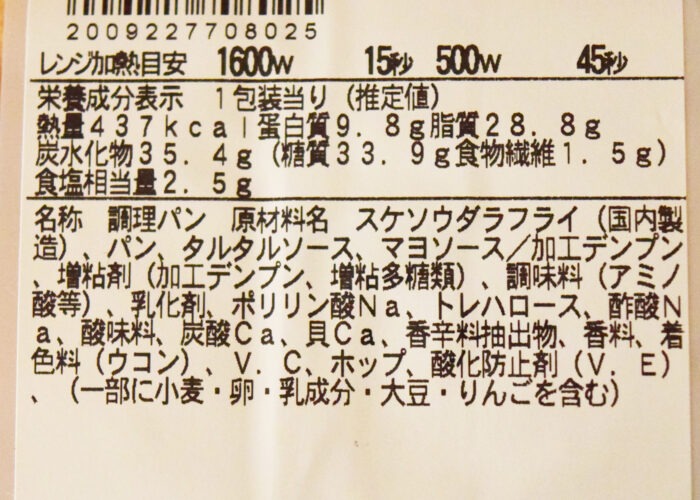 2009227708025
レンジ加熱目安 1600W 15秒 500W 45秒
栄養成分表示 1包装当り (推定値)
熱量437kcal蛋白質9.8g脂質28.8g
炭水化物35.4g (糖質33.9g食物繊維1.5g)
食塩相当量2.5g
名称 調理パン 原材料名 スケソウダラフライ (国内製
造)、パン、タルタルソース、マヨソース/加工デンプン
、増粘剤 (加工デンプン、増粘多糖類)、調味料 (アミノ
酸等)、乳化剤、ポリリン酸Na、トレハロース、酢酸N
a、酸味料、炭酸Ca、貝Ca、香辛料抽出物、香料、着
色料 (ウコン)、V.C、ホップ、酸化防止剤 (V.E)
、(一部に小麦・卵・乳成分・大豆・りんごを含む)